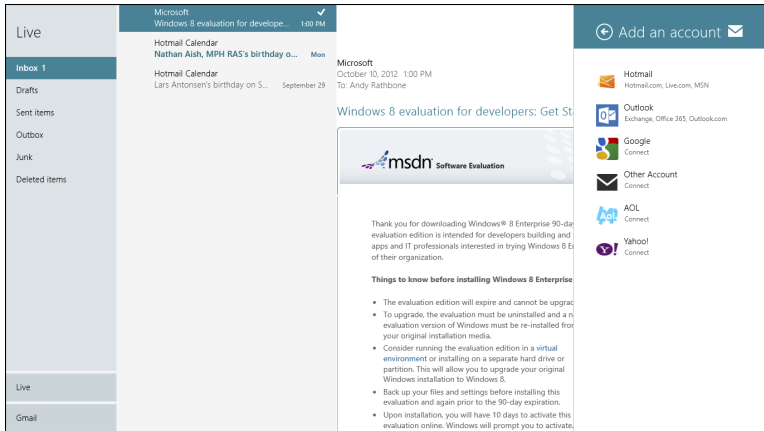 Live
Inbox 1
Drafts
Sent items
Outbox
Junk
Deleted items
Live
Gmail
Microsoft
Windows 8 evaluation for develope... 1:00 PM
Hotmail Calendar
Nathan Aish, MPH RAS's birthday o... Mon
Hotmail Calendar
Lars Antonsen's birthday on S... September 29
Microsoft
October 10, 2012 1:00 PM
To: Andy Rathbone
Windows 8 evaluation for developers: Get St
msdn Software Evaluation
Thank you for downloading Windows® 8 Enterprise 90-day
evaluation edition is intended for developers building and
apps and IT professionals interested in trying Windows 8 E
of their organization.
Things to know before installing Windows 8 Enterprise
• The evaluation edition will expire and cannot be upgrad
• To upgrade, the evaluation must be uninstalled and a n
evaluation version of Windows must be re-installed from
your original installation media.
• Consider running the evaluation edition in a virtual
environment or installing on a separate hard drive or
partition. This will allow you to upgrade your original
Windows installation to Windows 8.
• Back up your files and settings before installing this
evaluation and again prior to the 90-day expiration.
• Upon installation, you will have 10 days to activate this
evaluation online. Windows will prompt you to activate,
Add an account
Hotmail
Hotmail.com, Live.com, MSN
Outlook
Exchange, Office 365, Outlook.com
Google
Connect
Other Account
Connect
Aol.
AOL
Connect
Y!
Yahoo!
Connect